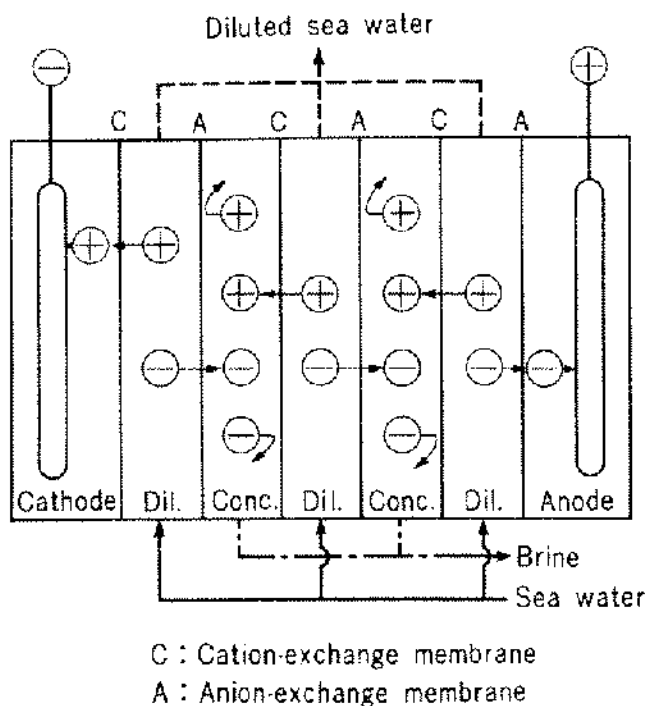 Diluted sea water
C A C A C A
Cathode Dil. Conc. Dil. Conc. Dil. Anode
Brine
Sea water
C : Cation-exchange membrane
A : Anion-exchange membrane